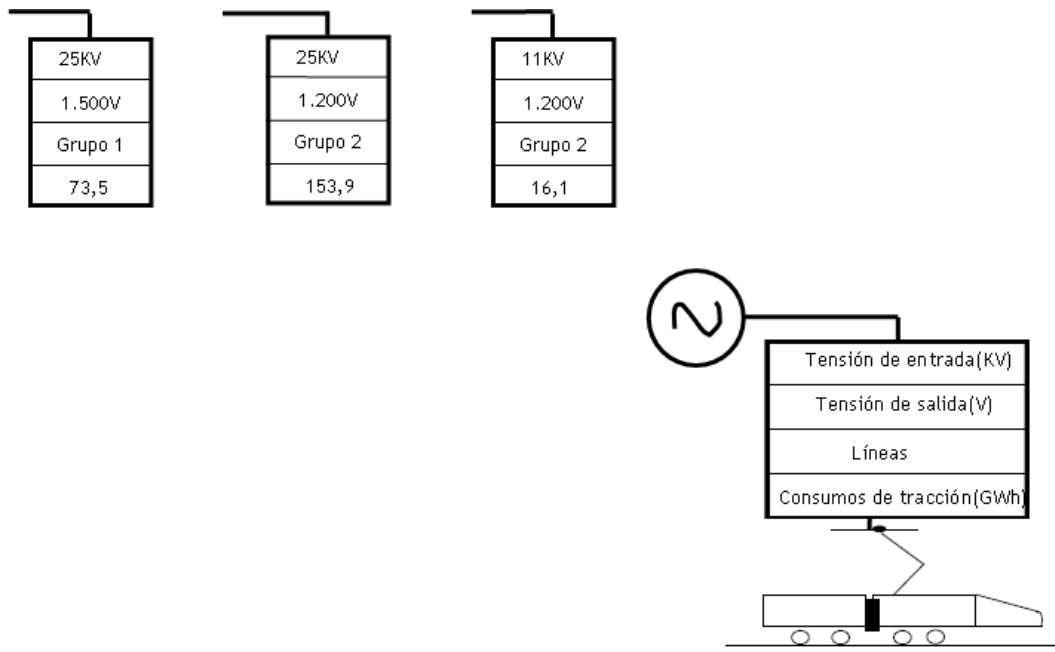 25KV
1.500V
Grupo 1
73,5
25KV
1.200V
Grupo 2
153,9
11KV
1.200V
Grupo 2
16,1
Tensión de entrada(KV)
Tensión de salida(V)
Líneas
Consumos de tracción(GWh)